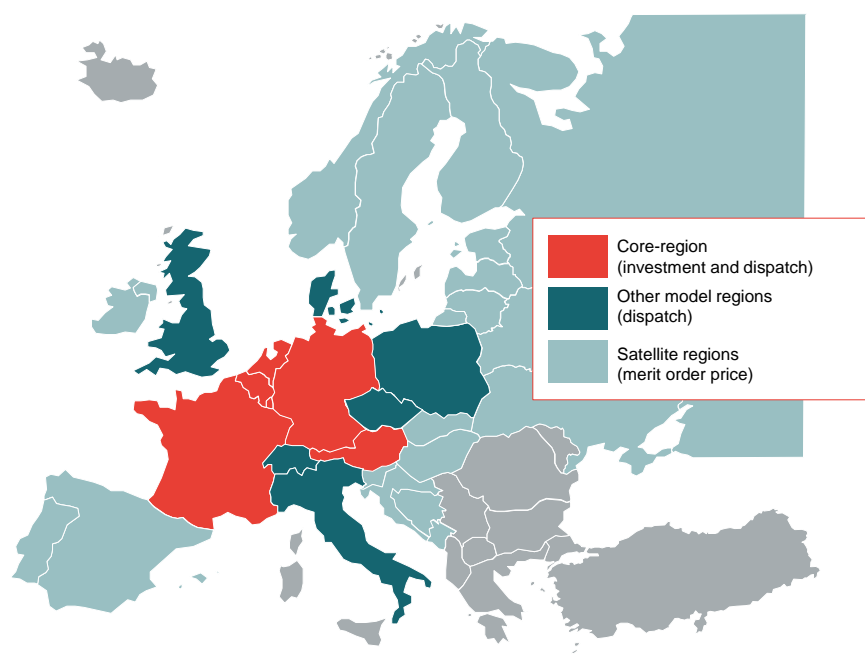 Core-region
(investment and dispatch)
Other model regions
(dispatch)
Satellite regions
(merit order price)